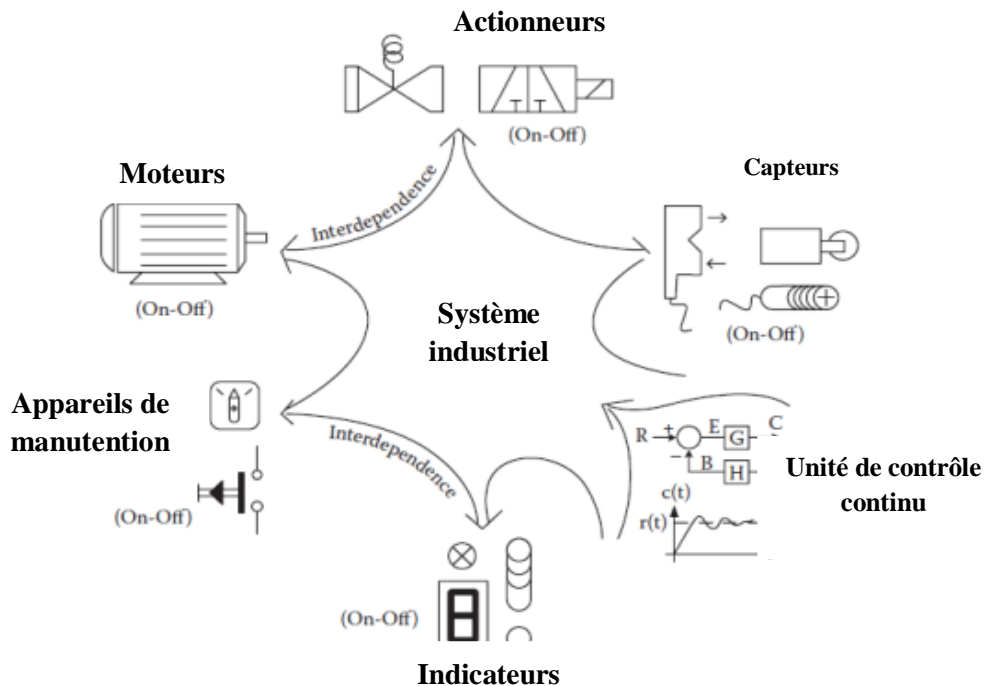 Actionneurs
(On-Off)
Moteurs
(On-Off)
Interdependence
Capteurs
(On-Off)
Système
industriel
Appareils de
manutention
(On-Off)
Interdependence
R
+
E
G
C
−
B
H
c(t)
r(t)
Unité de contrôle
continu
(On-Off)
8
Indicateurs